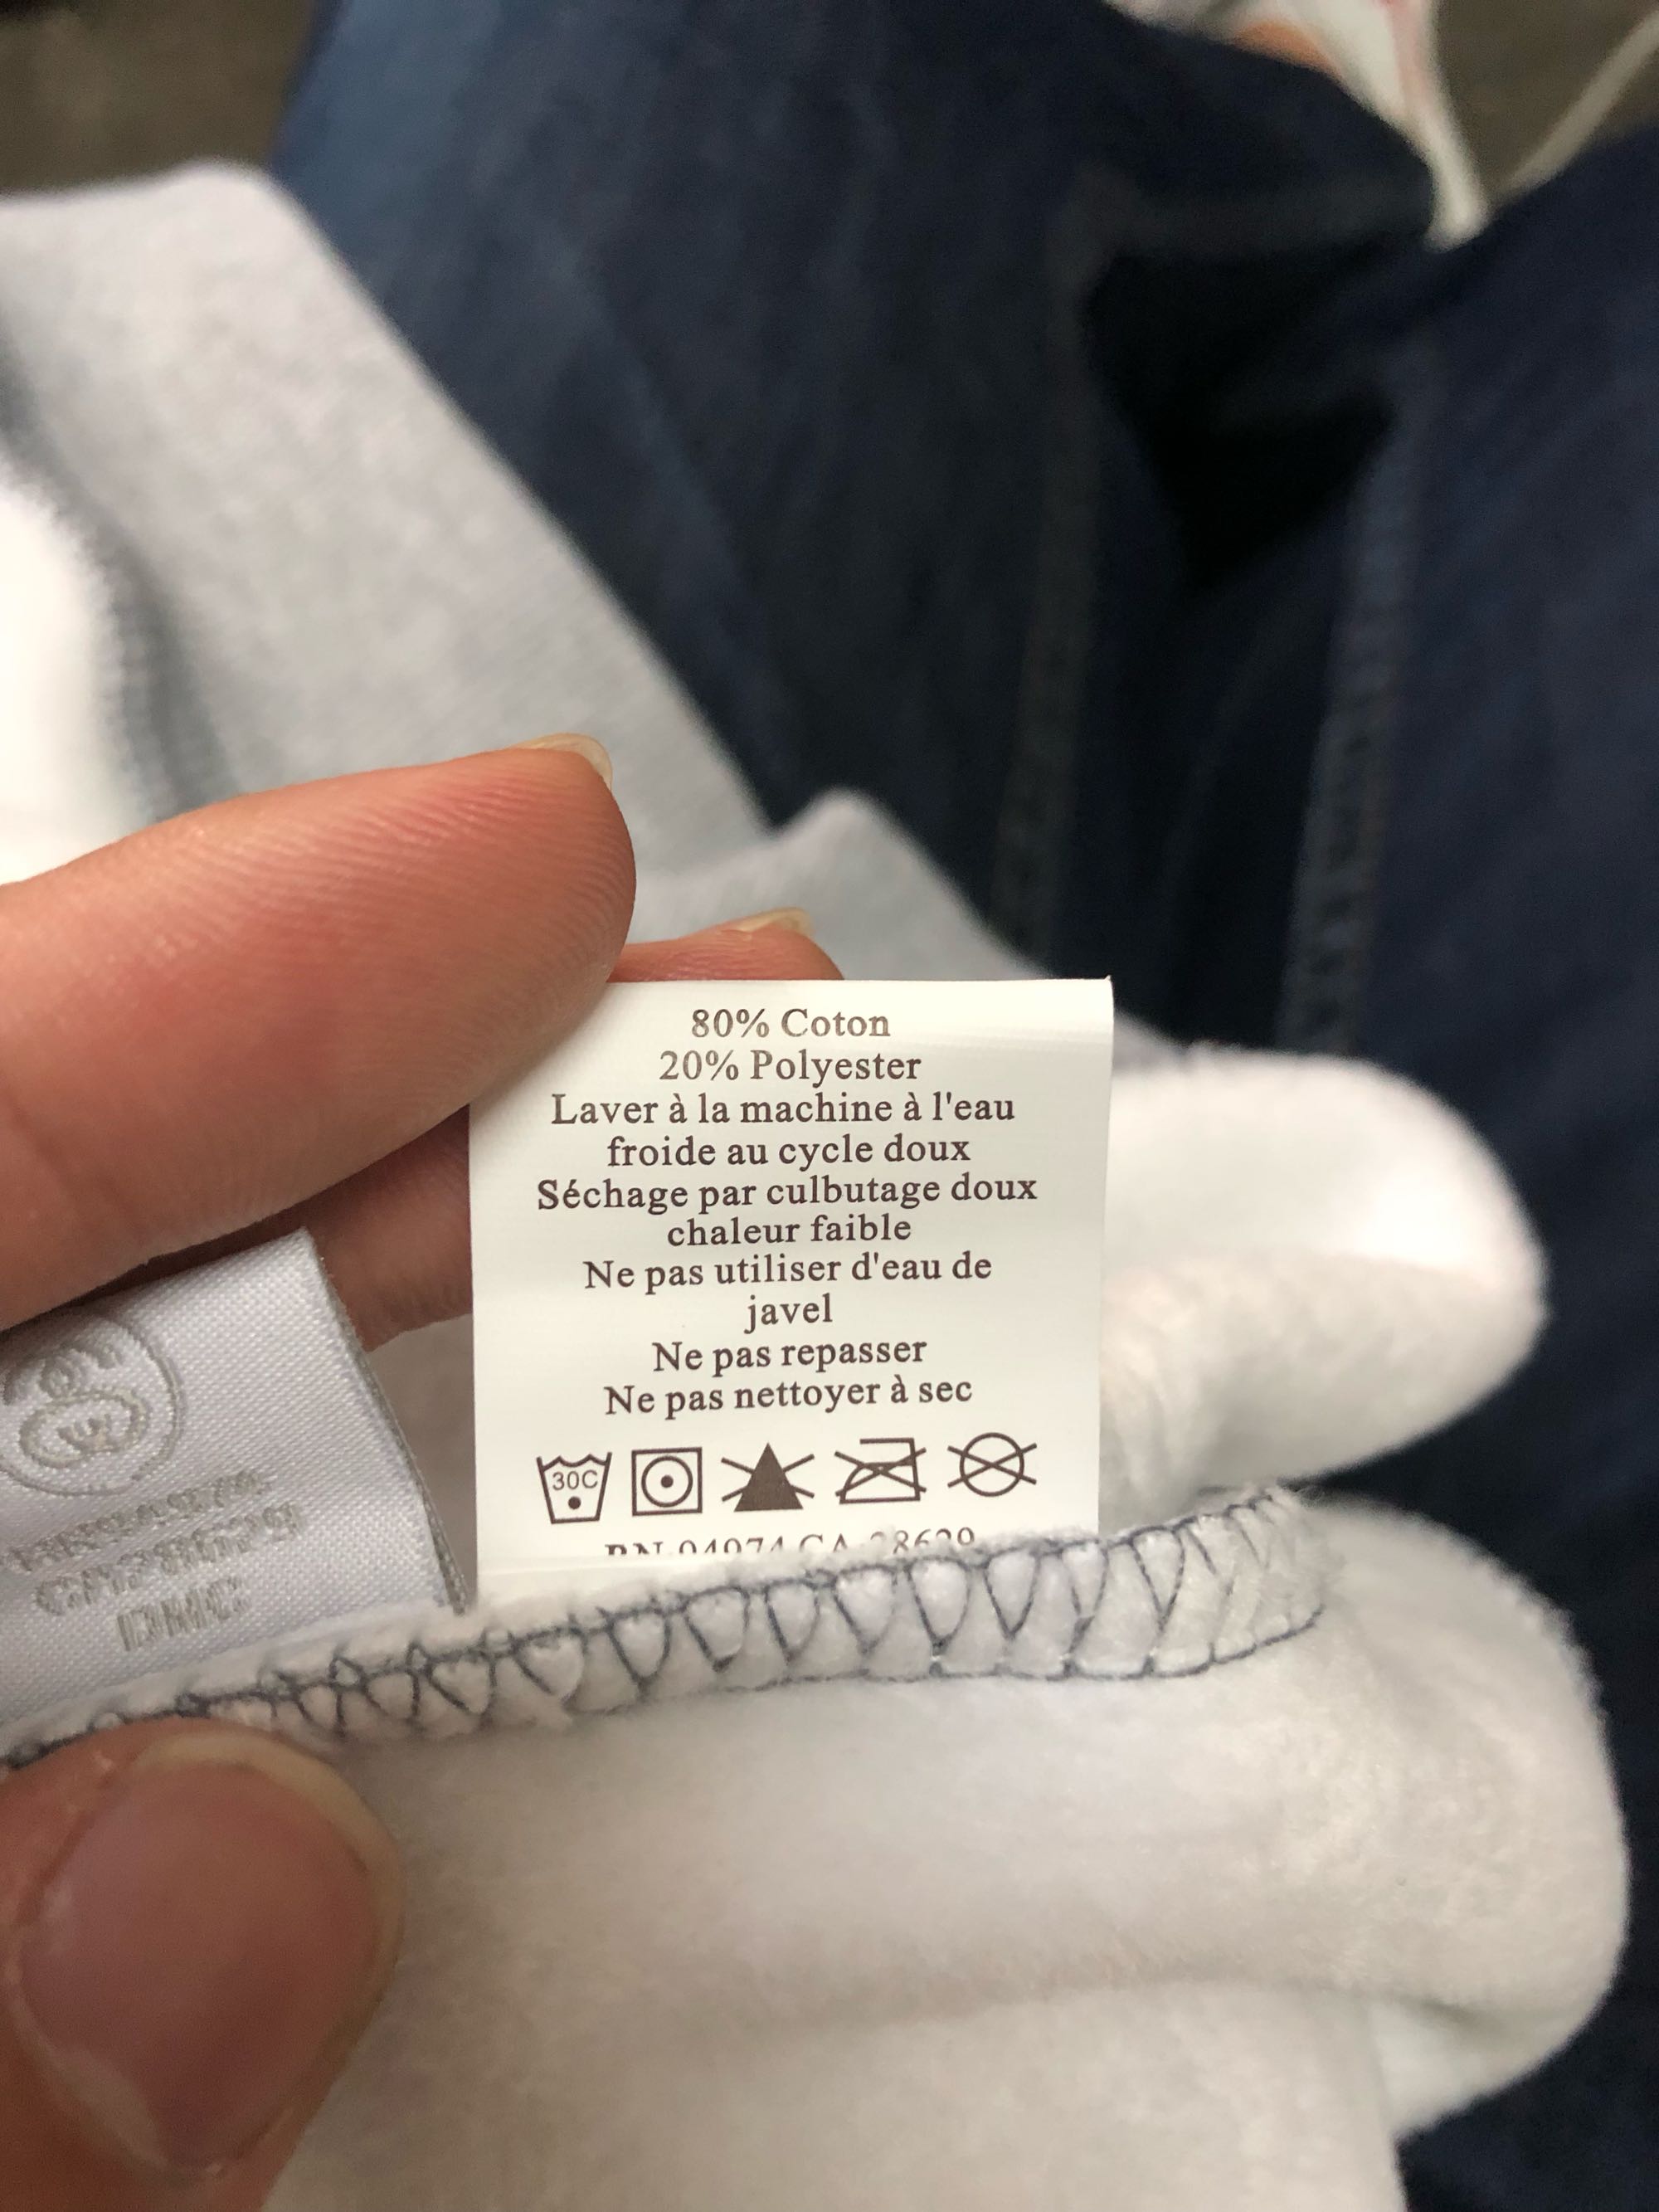 80% Coton
20% Polyester
Laver à la machine à l'eau
froide au cycle doux
Séchage par culbutage doux
chaleur faible
Ne pas utiliser d'eau de
javel
Ne pas repasser
Ne pas nettoyer à sec
30C
CA28629